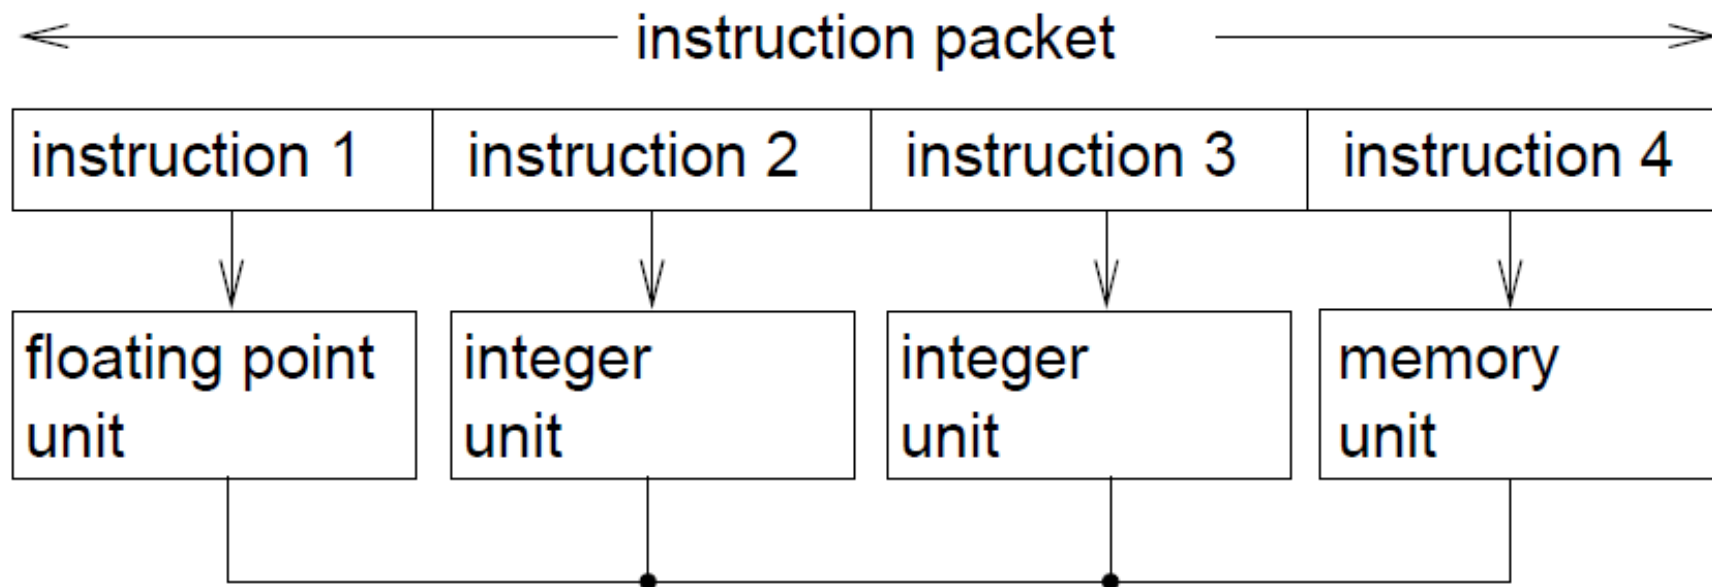 instruction packet
instruction 1 instruction 2 instruction 3 instruction 4
floating point unit
integer unit
integer unit
memory unit